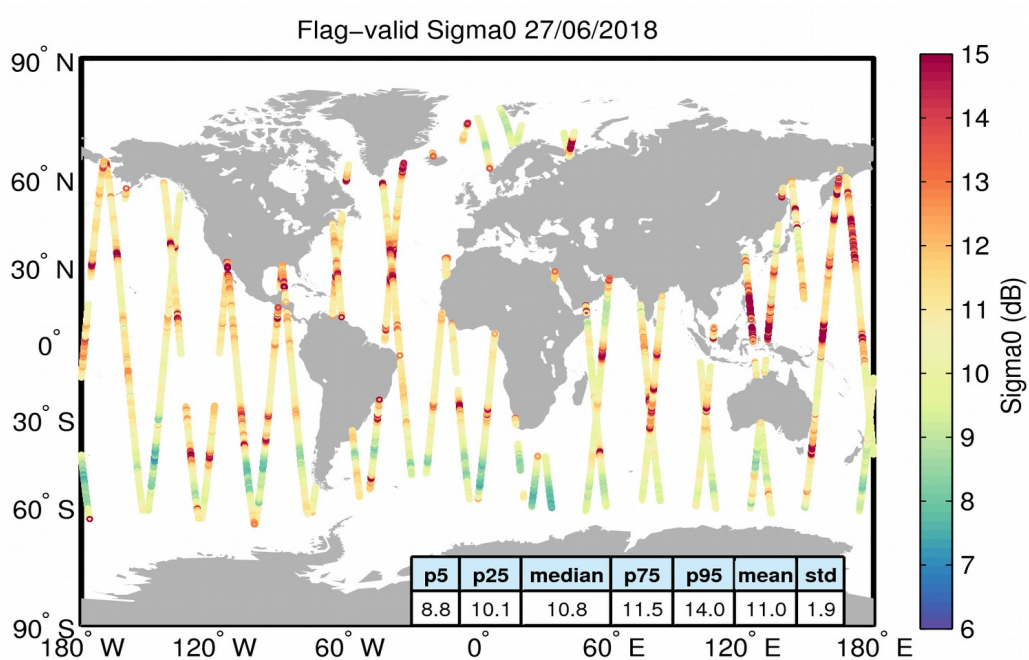 Flag−valid Sigma0 27/06/2018
90° N
60° N
30° N
0°
30° S
60° S
90° S
180° W 120° W 60° W 0° 60° E 120° E 180° E
15
14
13
12
11
10
9
8
7
6
Sigma0 (dB)
p5 p25 median p75 p95 mean std
8.8 10.1 10.8 11.5 14.0 11.0 1.9